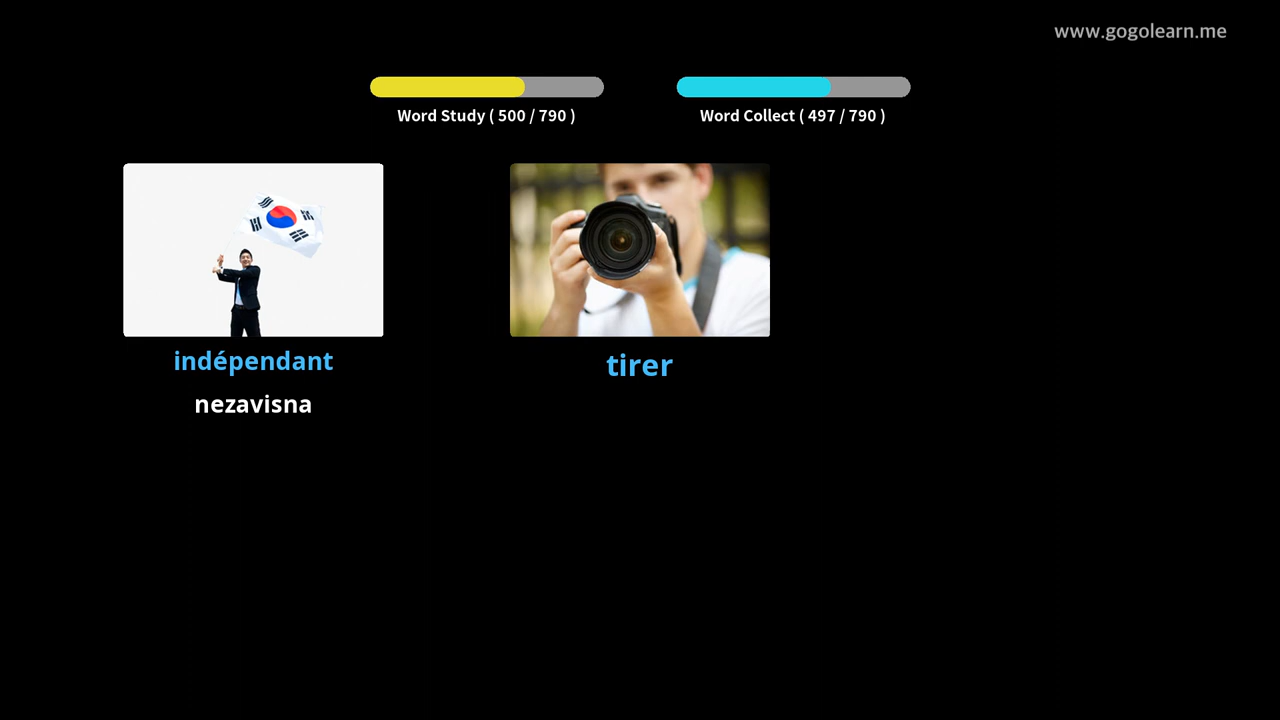 www.gogolearn.me
Word Study ( 500 / 790 )
Word Collect ( 497 / 790 )
indépendant
tirer
nezavisna